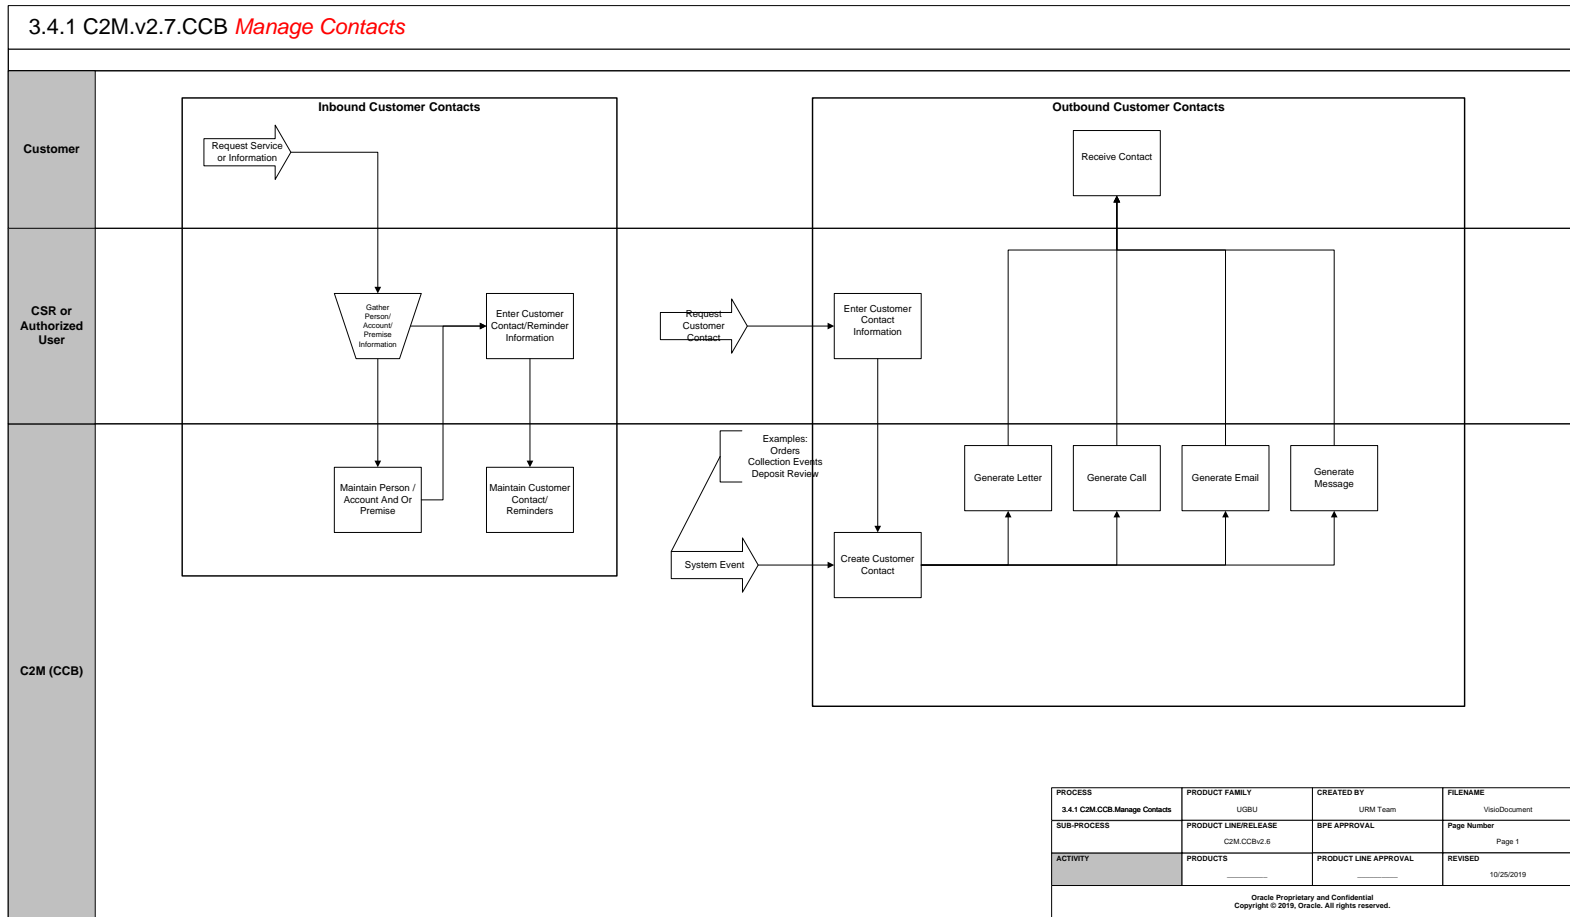 3.4.1 C2M.v2.7.CCB Manage Contacts
Customer
Inbound Customer Contacts
Request Service
or Information
Outbound Customer Contacts
Receive Contact
CSR or
Authorized
User
Gather
Person/
Account/
Premise
Information
Enter Customer
Contact/Reminder
Information
Request
Customer
Contact
Enter Customer
Contact
Information
C2M (CCB)
Maintain Person /
Account And Or
Premise
Maintain Customer
Contact/
Reminders
Examples:
Orders
Collection Events
Deposit Review
System Event
Create Customer
Contact
Generate Letter
Generate Call
Generate Email
Generate
Message
PROCESS
3.4.1 C2M.CCB.Manage Contacts
PRODUCT FAMILY
UGBU
CREATED BY
URM Team
FILENAME
VisioDocument
SUB-PROCESS
PRODUCT LINE/RELEASE
C2M.CCBv2.6
BPE APPROVAL
Page Number
Page 1
ACTIVITY
PRODUCTS
PRODUCT LINE APPROVAL
REVISED
10/25/2019
Oracle Proprietary and Confidential
Copyright © 2019, Oracle. All rights reserved.